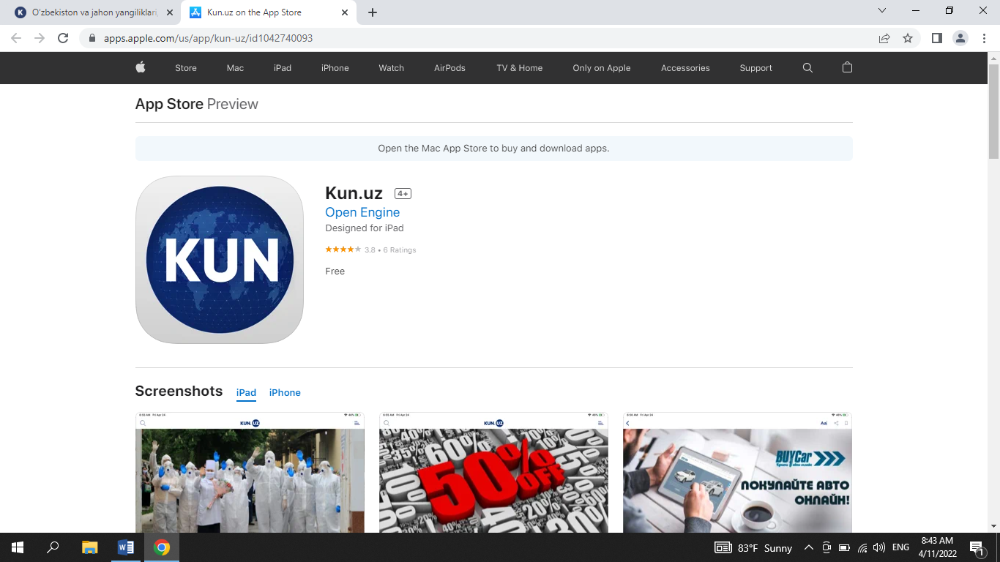 O'zbekiston va jahon yangiliklari,
Kun.uz on the App Store
apps.apple.com/us/app/kun-uz/id1042740093
Store Mac iPad iPhone Watch AirPods TV & Home Only on Apple Accessories Support
App Store Preview
Open the Mac App Store to buy and download apps.
KUN
Kun.uz 4+
Open Engine
Designed for iPad
3.8 • 6 Ratings
Free
Screenshots iPad iPhone
KUN.UZ
KUN.UZ
Aa
60%
50% OFF
BUYCar
ПОКУПАЙТЕ АВТО
ОНЛАЙН!
83°F Sunny
ENG
8:43 AM
4/11/2022
1